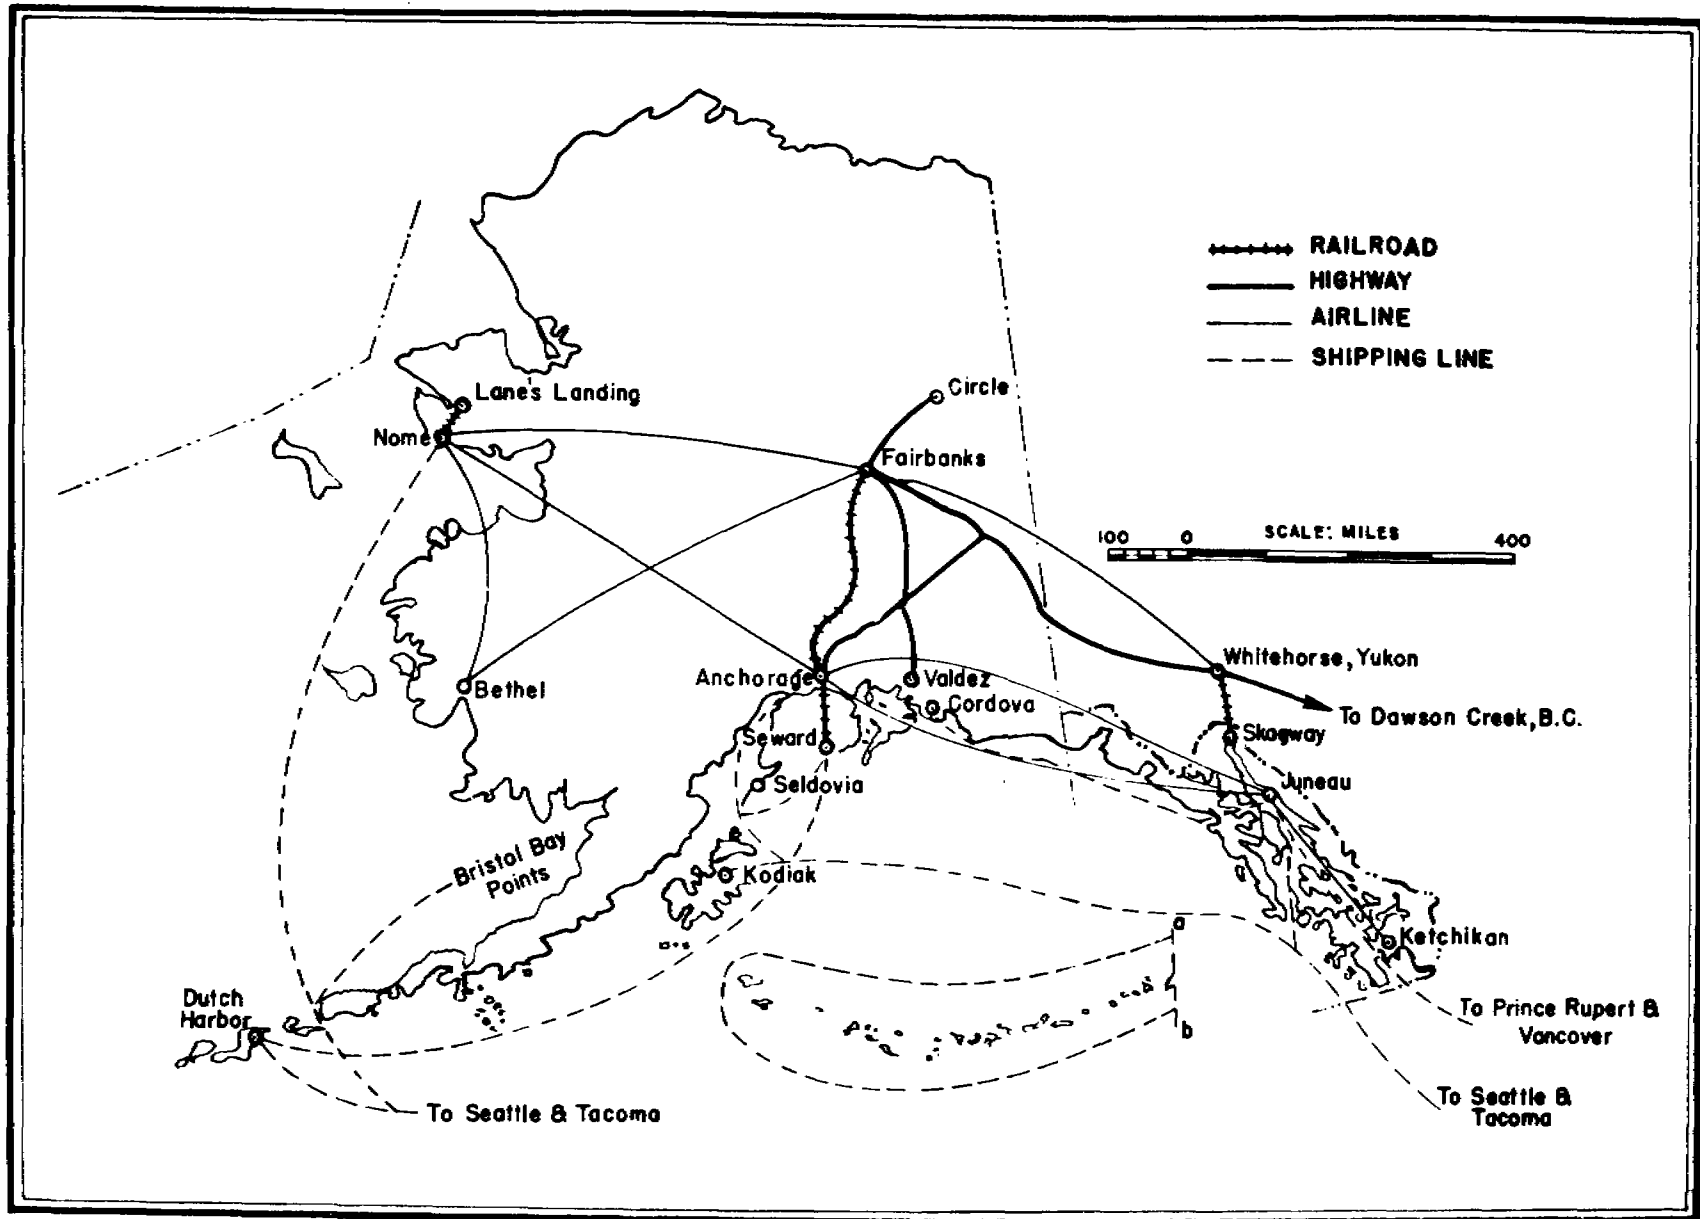 RAILROAD
HIGHWAY
AIRLINE
SHIPPING LINE
Lane's Landing
Circle
Nome
Fairbanks
100 0 SCALE: MILES 400
Whitehorse, Yukon
Anchorage
Valdez
Bethel
Cordova
To Dawson Creek, B.C.
Seward
Skagway
Seldovia
Juneau
Bristol Bay
Points
Kodiak
a
Ketchikan
Dutch
Harbor
To Prince Rupert &
Vancover
b
To Seattle & Tacoma
To Seattle &
Tacoma